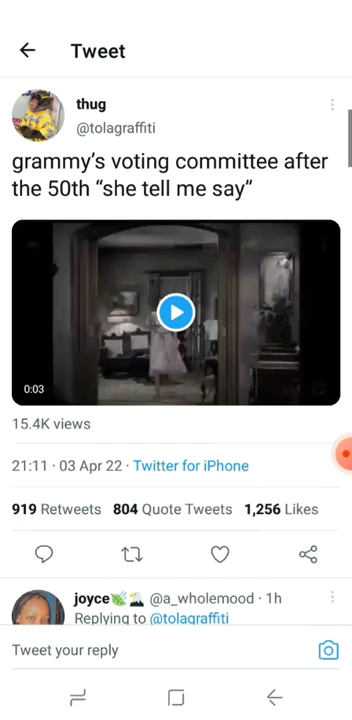 Tweet
thug
@tolagraffiti
grammy’s voting committee after
the 50th “she tell me say”
0:03
15.4K views
21:11 · 03 Apr 22 · Twitter for iPhone
919 Retweets 804 Quote Tweets 1,256 Likes
joyce🌿🦅 @a_wholemood · 1h
Replying to @tolagraffiti
Tweet your reply